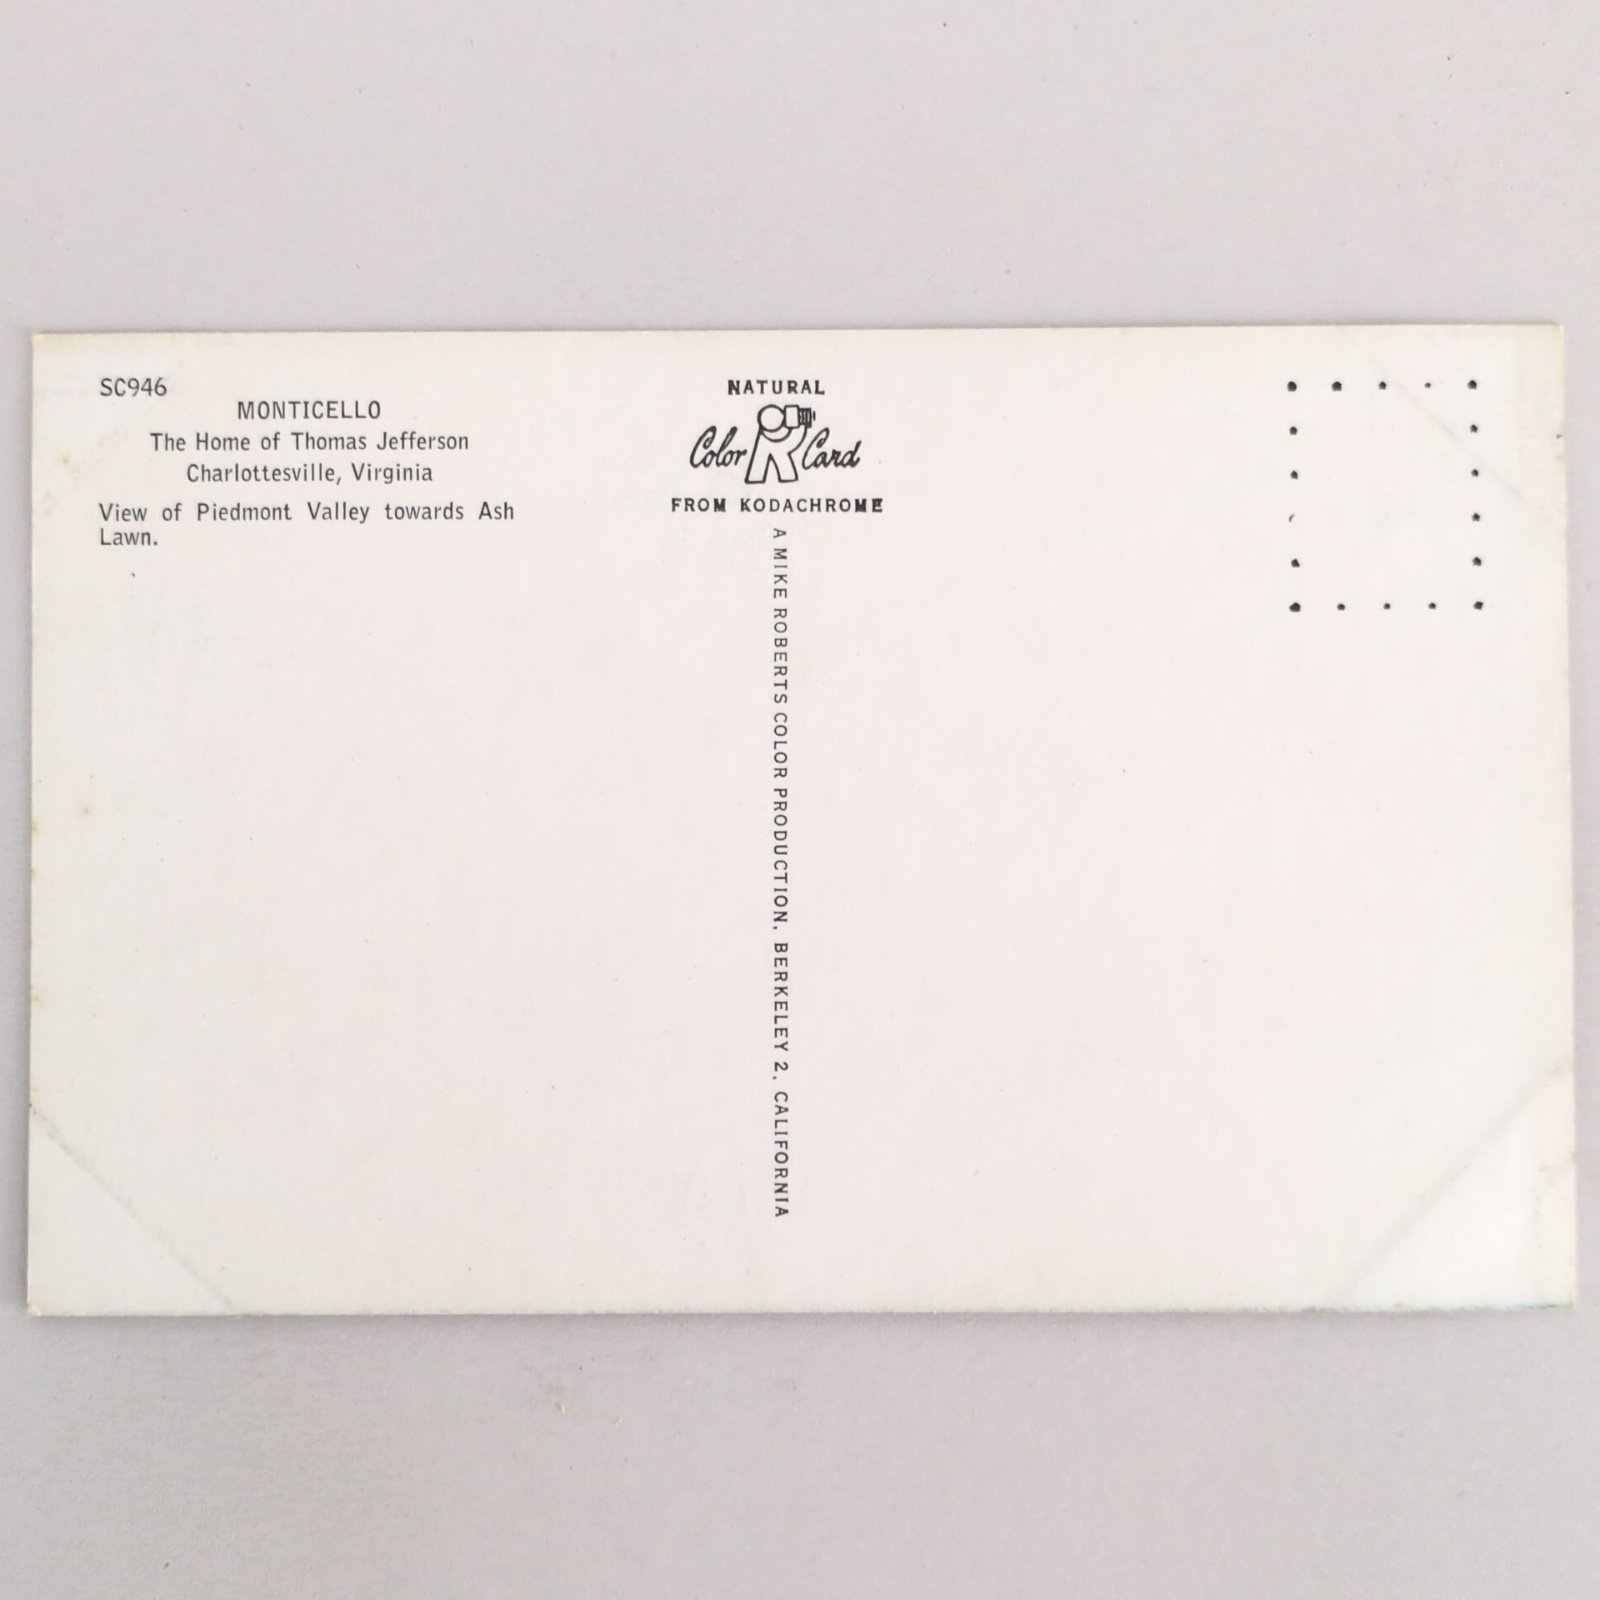 SC946
MONTICELLO
The Home of Thomas Jefferson
Charlottesville, Virginia
View of Piedmont Valley towards Ash
Lawn.
NATURAL
Color R Card
FROM KODACHROME
A MIKE ROBERTS COLOR PRODUCTION, BERKELEY 2, CALIFORNIA